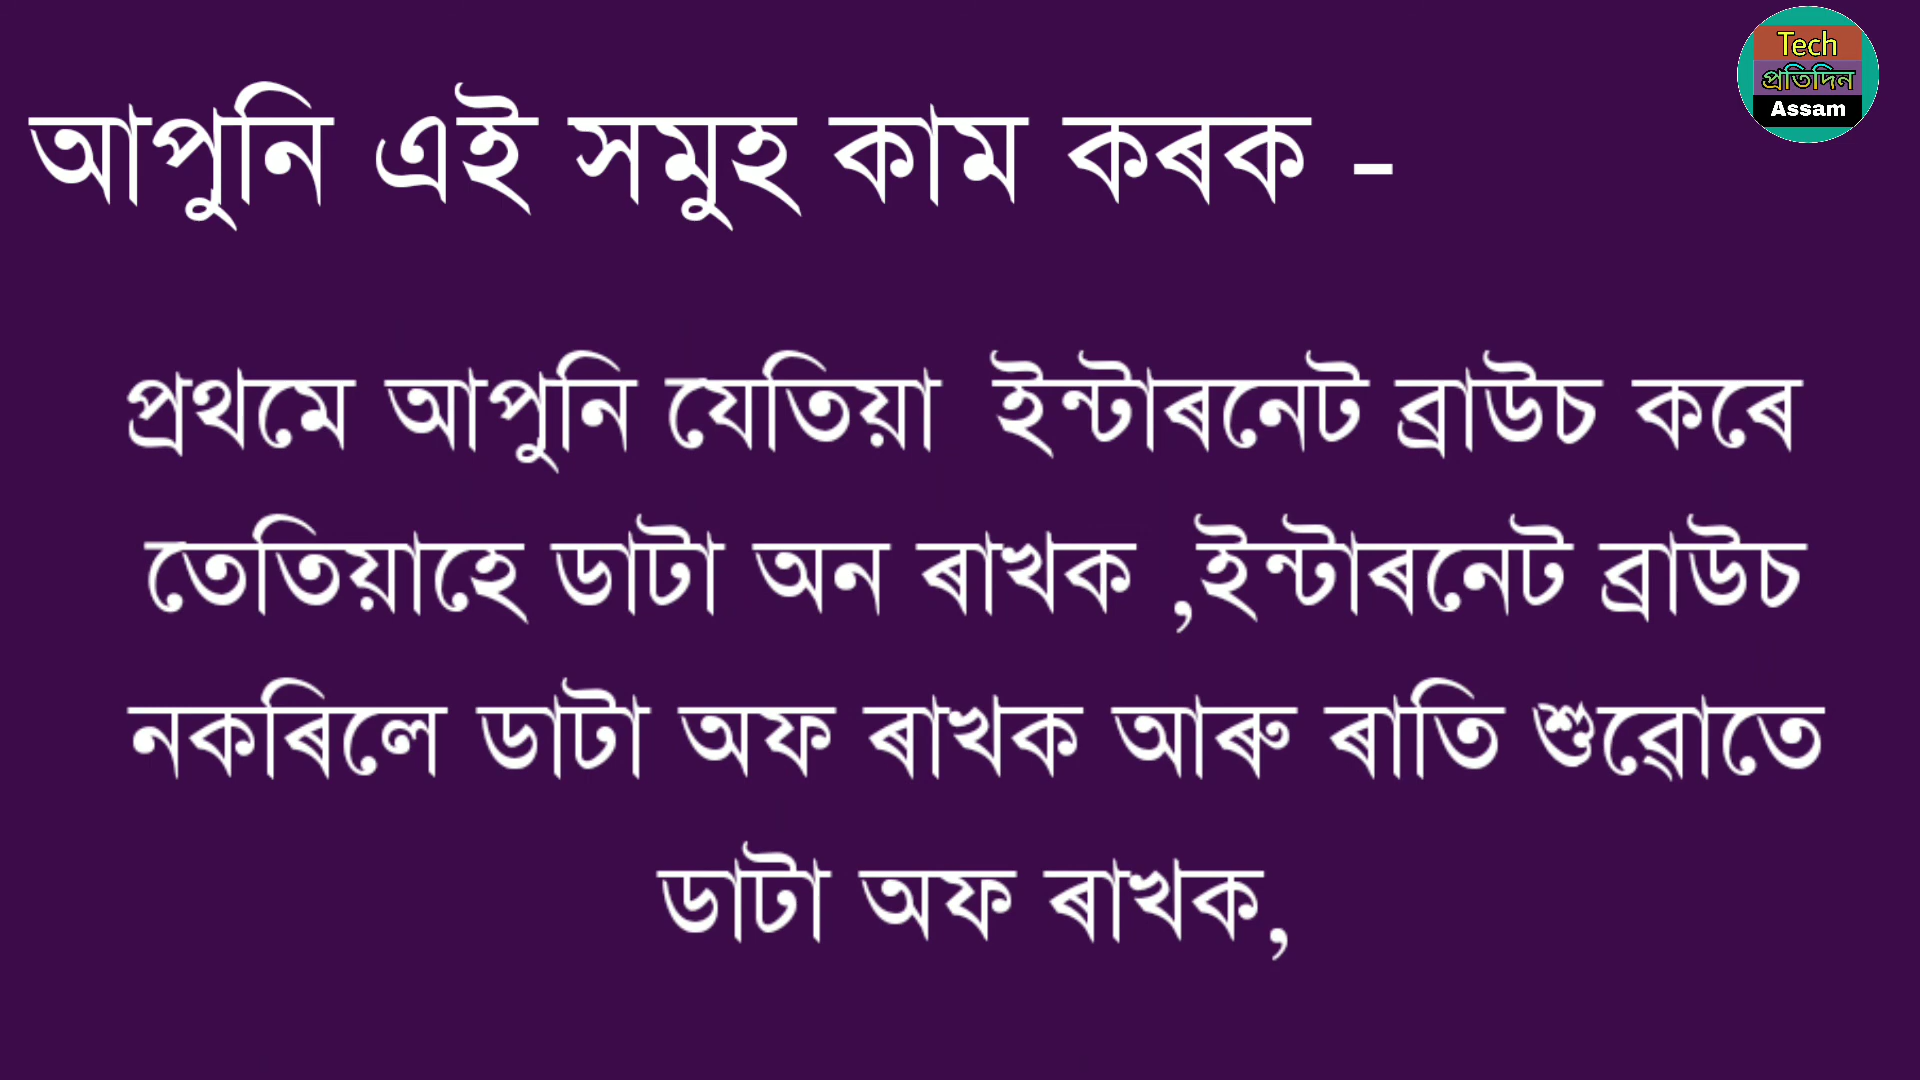 Tech
প্ৰতিদিন
Assam
আপুনি এই সমুহ কাম কৰক -
প্ৰথমে আপুনি যেতিয়া ইন্টাৰনেট ব্ৰাউচ কৰে
তেতিয়াহে ডাটা অন ৰাখক ,ইন্টাৰনেট ব্ৰাউচ
নকৰিলে ডাটা অফ ৰাখক আৰু ৰাতি শুৱোতে
ডাটা অফ ৰাখক,